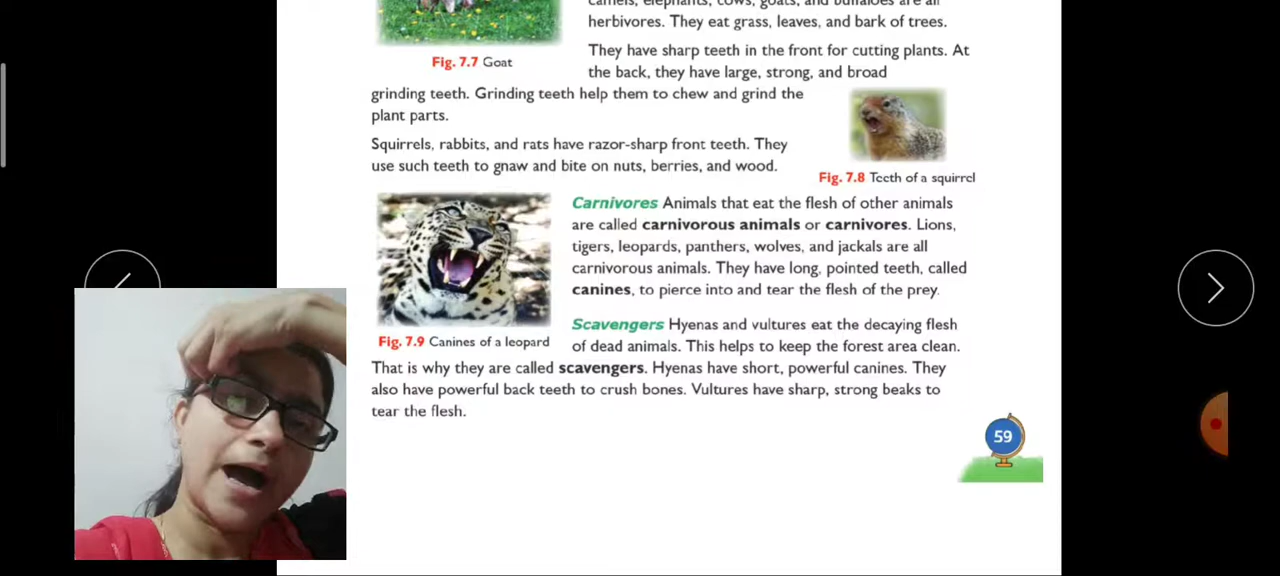 camels, elephants, cows, goats, and buffaloes are all
herbivores. They eat grass, leaves, and bark of trees.
They have sharp teeth in the front for cutting plants. At
Fig. 7.7 Goat
the back, they have large, strong, and broad
grinding teeth. Grinding teeth help them to chew and grind the
plant parts.
Squirrels, rabbits, and rats have razor-sharp front teeth. They
use such teeth to gnaw and bite on nuts, berries, and wood.
Fig. 7.8 Teeth of a squirrel
Carnivores Animals that eat the flesh of other animals
are called carnivorous animals or carnivores. Lions,
tigers, leopards, panthers, wolves, and jackals are all
carnivorous animals. They have long, pointed teeth, called
canines, to pierce into and tear the flesh of the prey.
Fig. 7.9 Canines of a leopard
Scavengers Hyenas and vultures eat the decaying flesh
of dead animals. This helps to keep the forest area clean.
That is why they are called scavengers. Hyenas have short, powerful canines. They
also have powerful back teeth to crush bones. Vultures have sharp, strong beaks to
tear the flesh.
59